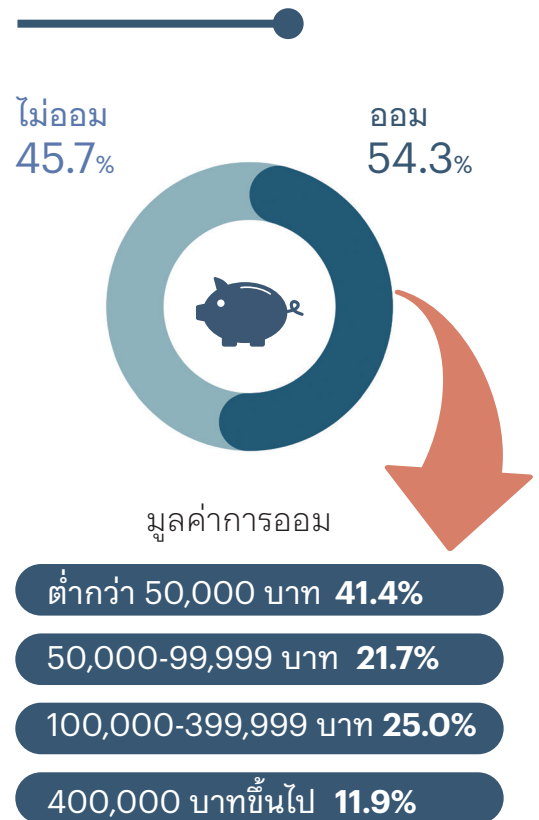 ไม่ออม
45.7%
ออม
54.3%
มูลค่าการออม
ต่ำกว่า 50,000 บาท 41.4%
50,000-99,999 บาท 21.7%
100,000-399,999 บาท 25.0%
400,000 บาทขึ้นไป 11.9%